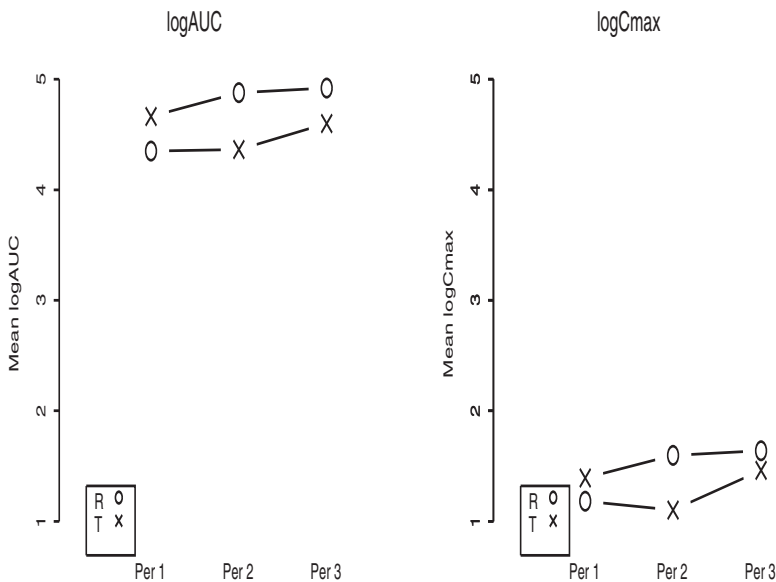 logAUC
Mean logAUC
5
4
3
2
1
R O
T X
Per 1 Per 2 Per 3
logCmax
Mean logCmax
5
4
3
2
1
R O
T X
Per 1 Per 2 Per 3